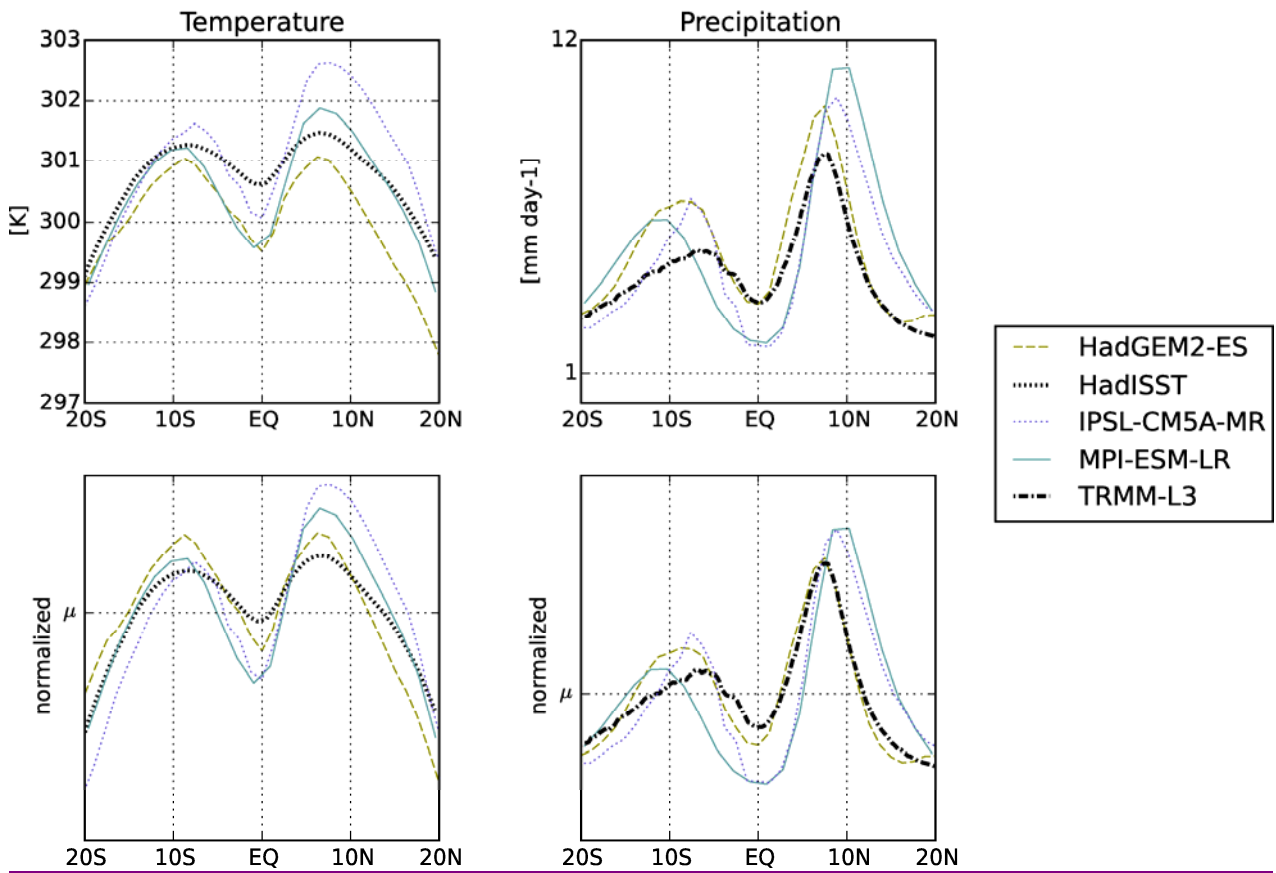 Temperature
303
302
301
300
299
298
297
[K]
20S 10S EQ 10N 20N
Precipitation
12
1
[mm day-1]
20S 10S EQ 10N 20N
HadGEM2-ES
HadISST
IPSL-CM5A-MR
MPI-ESM-LR
TRMM-L3
normalized
μ
20S 10S EQ 10N 20N
normalized
μ
20S 10S EQ 10N 20N